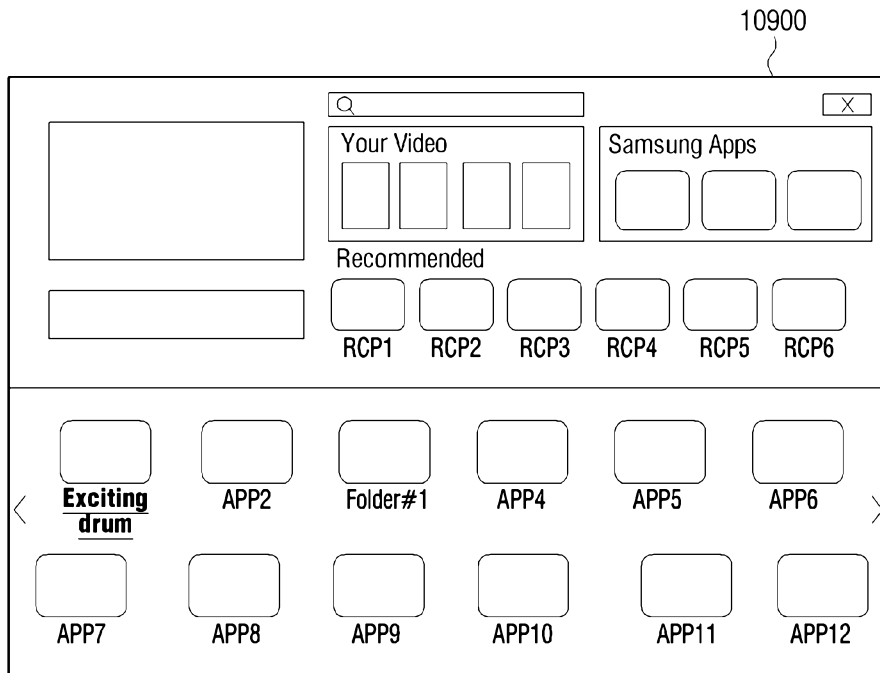 10900
X
Your Video
Samsung Apps
Recommended
RCP1 RCP2 RCP3 RCP4 RCP5 RCP6
Exciting
drum
APP2 Folder#1 APP4 APP5 APP6
APP7 APP8 APP9 APP10 APP11 APP12